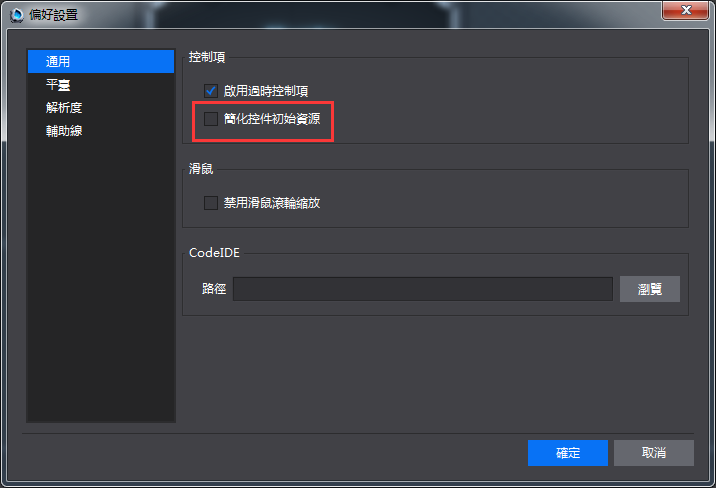 偏好設置
通用
平臺
解析度
輔助線
控制項
啟用過時控制項
簡化控件初始資源
滑鼠
禁用滑鼠滾輪縮放
CodeIDE
路徑
瀏覽
確定
取消